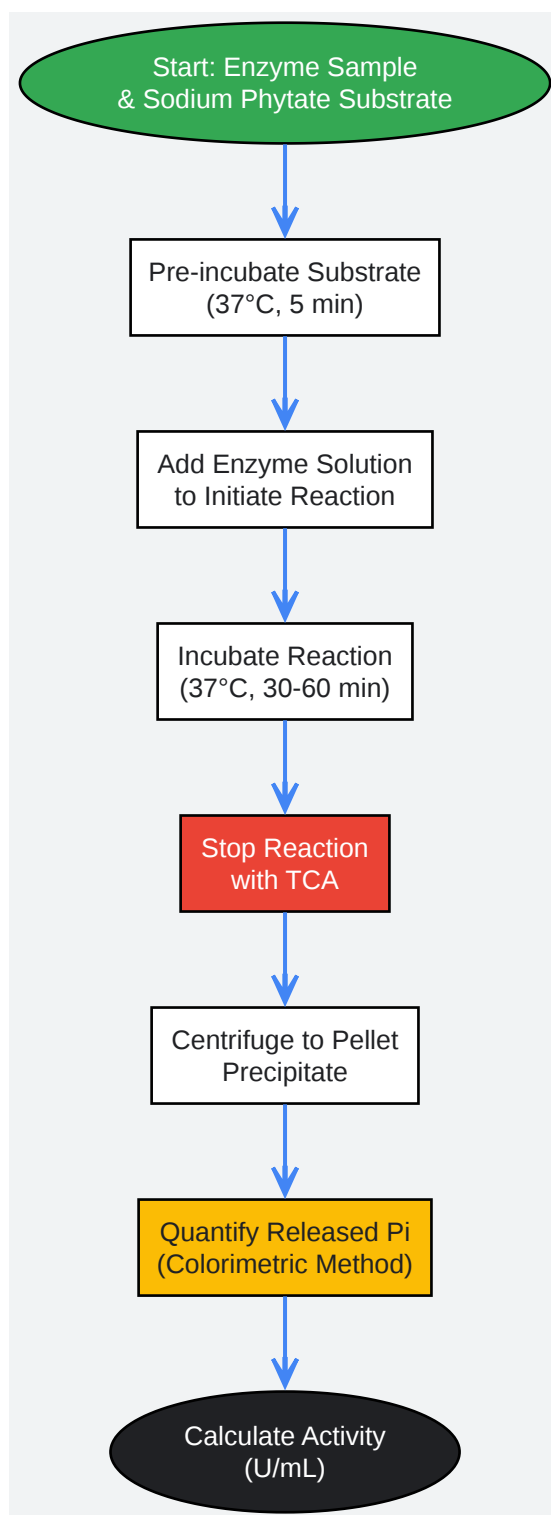 Start: Enzyme Sample
& Sodium Phytate Substrate
Pre-incubate Substrate
(37°C, 5 min)
Add Enzyme Solution
to Initiate Reaction
Incubate Reaction
(37°C, 30-60 min)
Stop Reaction
with TCA
Centrifuge to Pellet
Precipitate
Quantify Released Pi
(Colorimetric Method)
Calculate Activity
(U/mL)